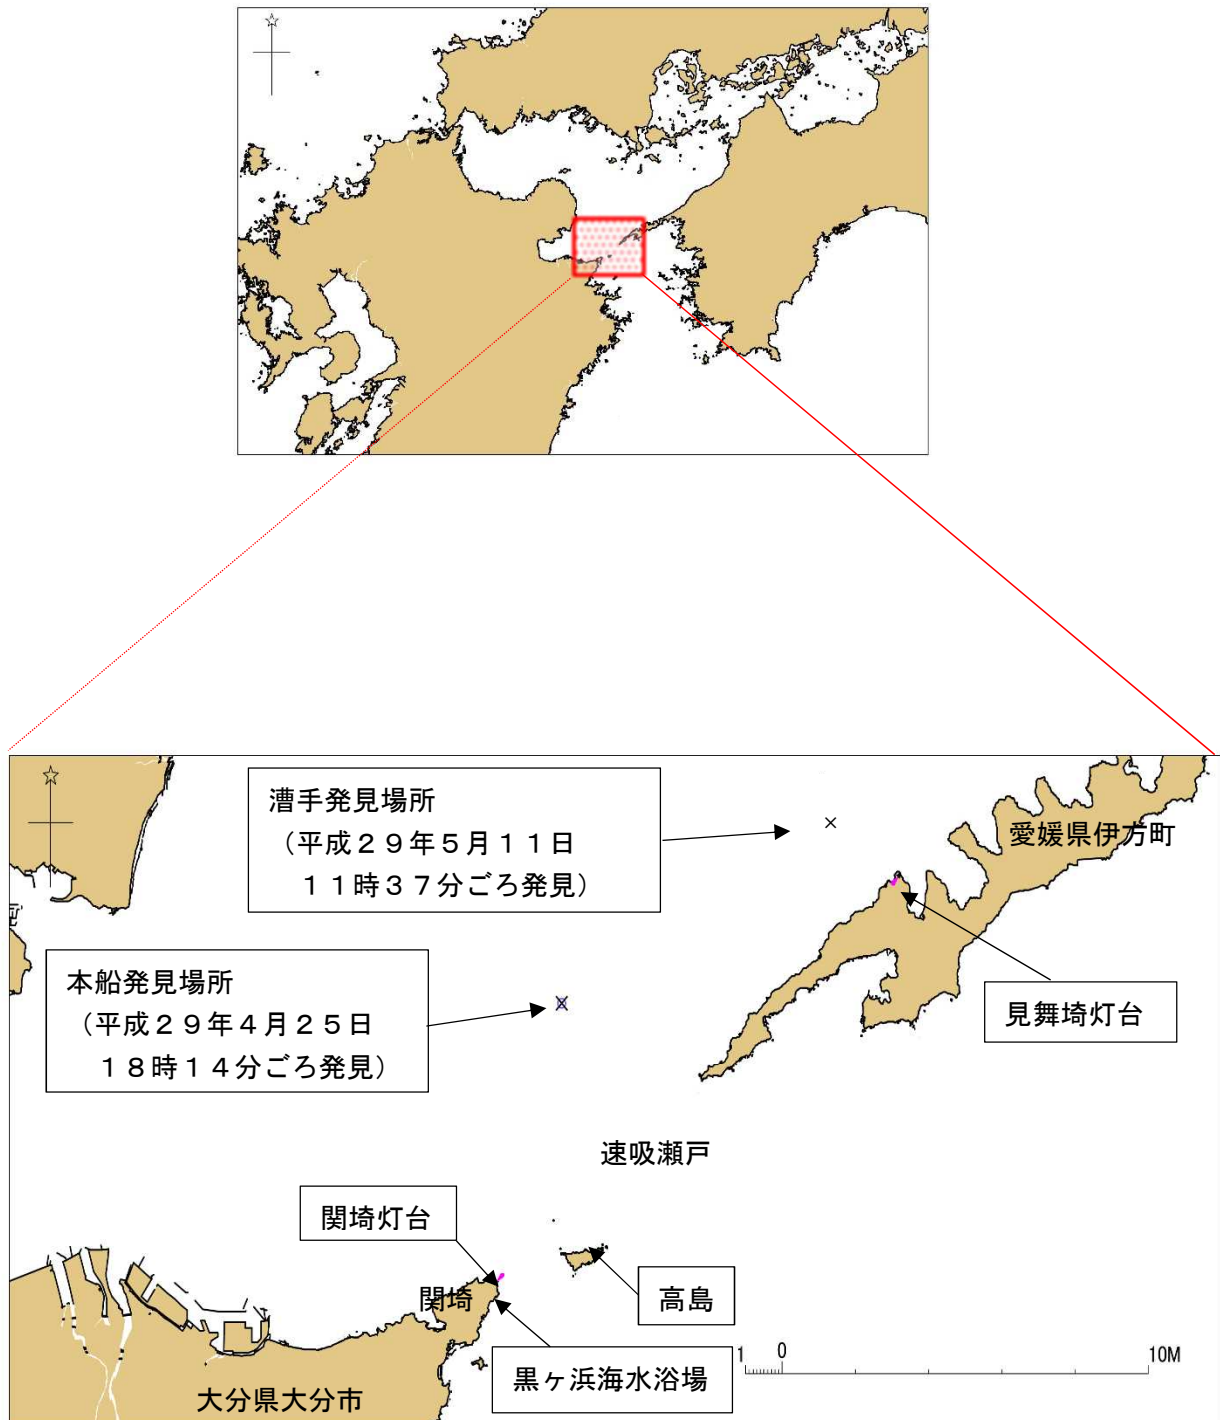 漕手発見場所
（平成２９年５月１１日
１１時３７分ごろ発見）
愛媛県伊方町
本船発見場所
（平成２９年４月２５日
１８時１４分ごろ発見）
見舞埼灯台
速吸瀬戸
関埼灯台
関埼
高島
黒ヶ浜海水浴場
大分県大分市
1 0 10M